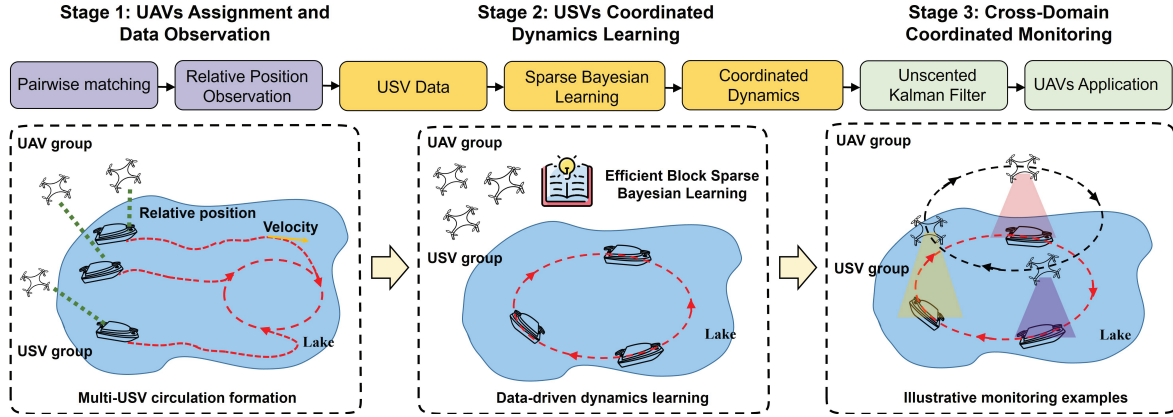 Stage 1: UAVs Assignment and
Data Observation
Stage 2: USVs Coordinated
Dynamics Learning
Stage 3: Cross-Domain
Coordinated Monitoring
Pairwise matching
Relative Position
Observation
USV Data
Sparse Bayesian
Learning
Coordinated
Dynamics
Unscented
Kalman Filter
UAVs Application
UAV group
Relative position
Velocity
USV group
Lake
Multi-USV circulation formation
UAV group
Efficient Block Sparse
Bayesian Learning
USV group
Lake
Data-driven dynamics learning
UAV group
USV group
Lake
Illustrative monitoring examples